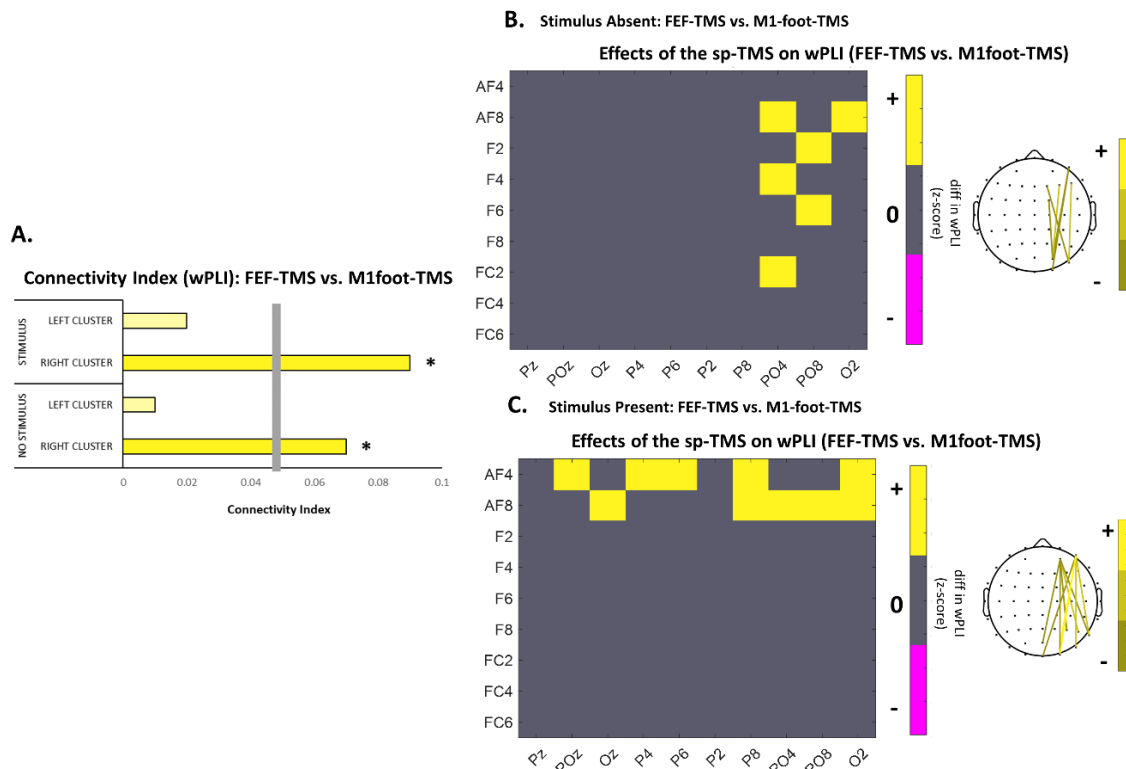 A.
Connectivity Index (wPLI): FEF-TMS vs. M1foot-TMS
STIMULUS
LEFT CLUSTER
RIGHT CLUSTER
*
NO STIMULUS
LEFT CLUSTER
RIGHT CLUSTER
*
0 0.02 0.04 0.06 0.08 0.1
Connectivity Index
B. Stimulus Absent: FEF-TMS vs. M1-foot-TMS
Effects of the sp-TMS on wPLI (FEF-TMS vs. M1foot-TMS)
AF4
AF8
F2
F4
F6
F8
FC2
FC4
FC6
Pz POz Oz P4 P6 P2 P8 PO4 PO8 O2
+
0
-
diff in wPLI
(z-score)
+
-
C. Stimulus Present: FEF-TMS vs. M1-foot-TMS
Effects of the sp-TMS on wPLI (FEF-TMS vs. M1foot-TMS)
AF4
AF8
F2
F4
F6
F8
FC2
FC4
FC6
Pz POz Oz P4 P6 P2 P8 PO4 PO8 O2
+
0
-
diff in wPLI
(z-score)
+
-